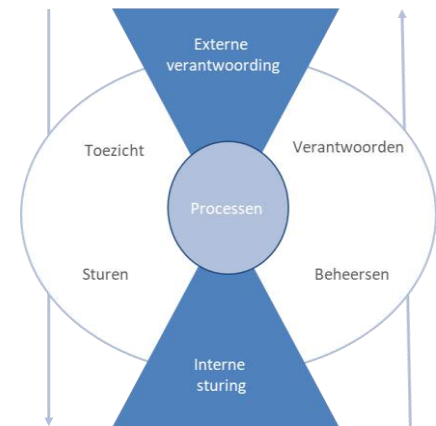 Externe
verantwoording
Toezicht
Verantwoorden
Processen
Sturen
Beheersen
Interne
sturing